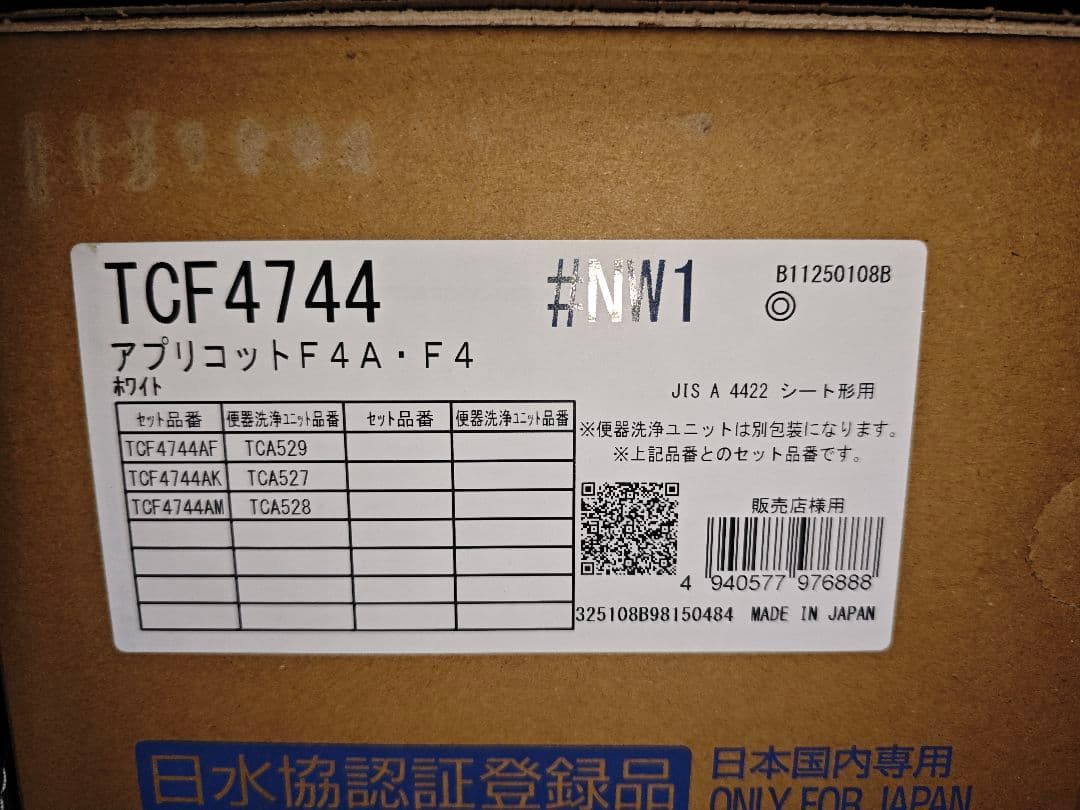 TCF4744 #NW1 B11250108B
◎
アプリコットF4A・F4
ホワイト
JIS A 4422 シート形用
セット品番 便器洗浄ユニット品番 セット品番 便器洗浄ユニット品番
TCF4744AF TCA529
TCF4744AK TCA527
TCF4744AM TCA528
※便器洗浄ユニットは別包装になります。
※上記品番とのセット品番です。
販売店様用
4 940577 976888
325108B98150484 MADE IN JAPAN
日水協認証登録品
日本国内専用
ONLY FOR JAPAN